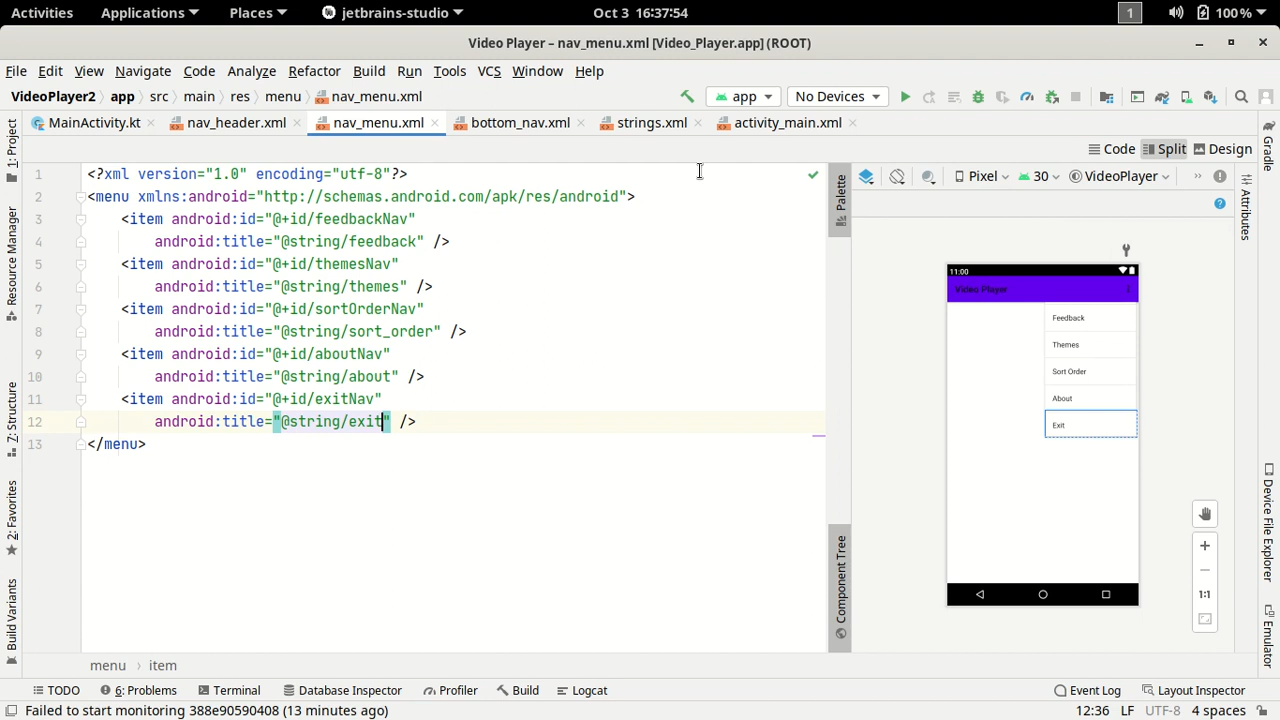 Activities Applications Places jetbrains-studio Oct 3 16:37:54 1 100%
Video Player – nav_menu.xml [Video_Player.app] (ROOT)
File Edit View Navigate Code Analyze Refactor Build Run Tools VCS Window Help
VideoPlayer2 app src main res menu nav_menu.xml app No Devices
MainActivity.kt nav_header.xml nav_menu.xml bottom_nav.xml strings.xml activity_main.xml
Code Split Design
Pixel 30 VideoPlayer
1 <?xml version="1.0" encoding="utf-8"?>
2 <menu xmlns:android="http://schemas.android.com/apk/res/android">
3 <item android:id="@+id/feedbackNav"
4 android:title="@string/feedback" />
5 <item android:id="@+id/themesNav"
6 android:title="@string/themes" />
7 <item android:id="@+id/sortOrderNav"
8 android:title="@string/sort_order" />
9 <item android:id="@+id/aboutNav"
10 android:title="@string/about" />
11 <item android:id="@+id/exitNav"
12 android:title="@string/exit" />
13 </menu>
1: Project
Resource Manager
7: Structure
2: Favorites
Build Variants
Palette
Component Tree
11:00
Video Player
Feedback
Themes
Sort Order
About
Exit
1:1
Gradle
Attributes
Device File Explorer
Emulator
menu item
TODO 6: Problems Terminal Database Inspector Profiler Build Logcat Event Log Layout Inspector
Failed to start monitoring 388e90590408 (13 minutes ago) 12:36 LF UTF-8 4 spaces